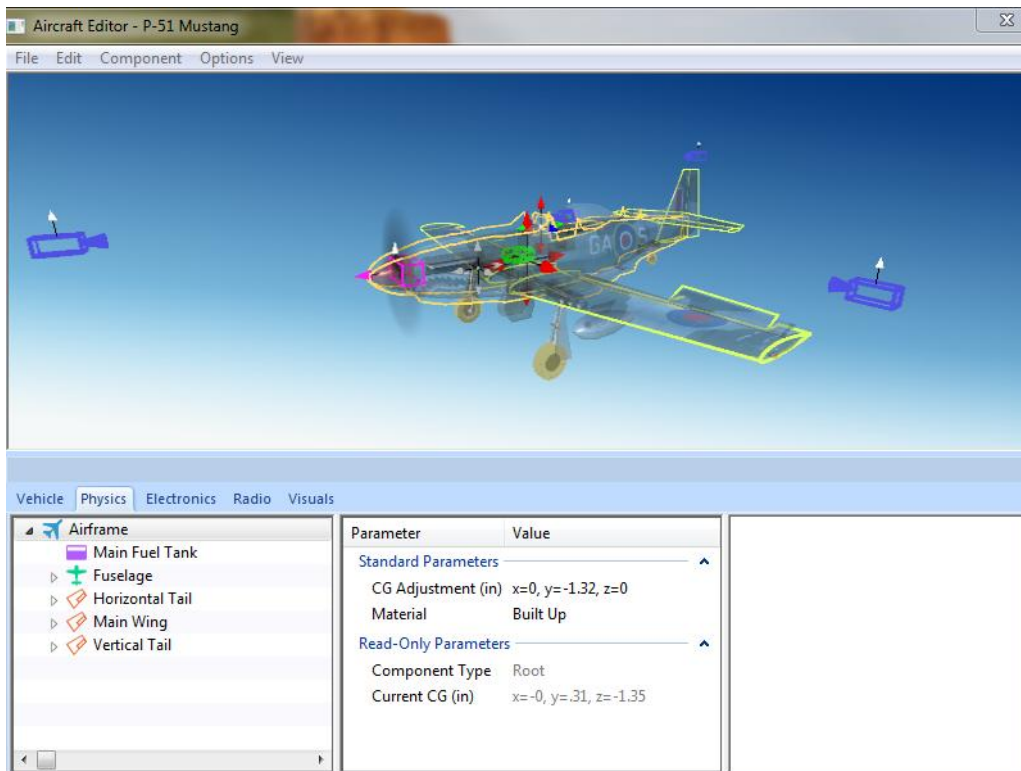 Aircraft Editor - P-51 Mustang
File Edit Component Options View
GA 5
Vehicle Physics Electronics Radio Visuals
Airframe
Main Fuel Tank
Fuselage
Horizontal Tail
Main Wing
Vertical Tail
Parameter Value
Standard Parameters
CG Adjustment (in) x=0, y=-1.32, z=0
Material Built Up
Read-Only Parameters
Component Type Root
Current CG (in) x=-0, y=.31, z=-1.35